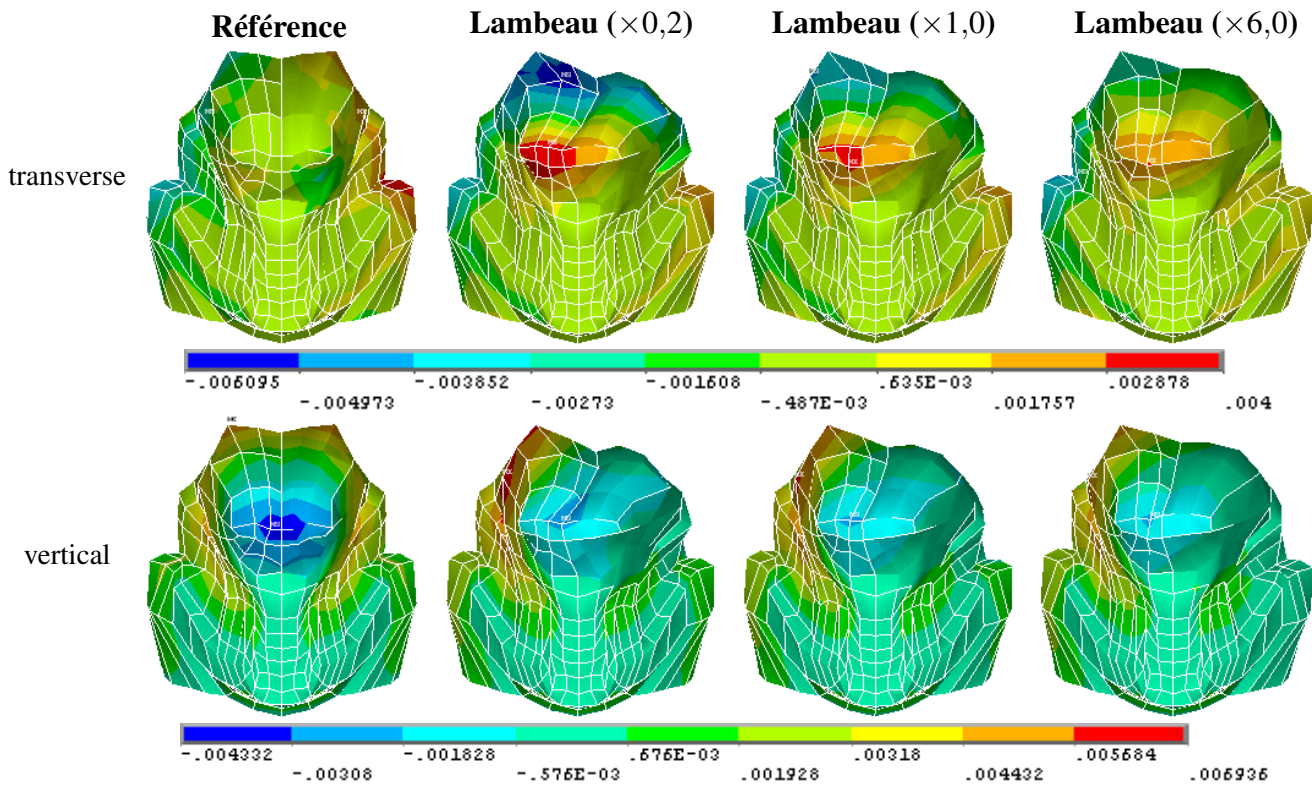 Référence Lambeau (×0,2) Lambeau (×1,0) Lambeau (×6,0)
transverse
-.006095 -.003852 -.001608 .635E-03 .002878
-.004973 -.00273 -.487E-03 .001757 .004
vertical
-.004332 -.001828 .676E-03 .00318 .005684
-.00308 -.576E-03 .001928 .004432 .006936